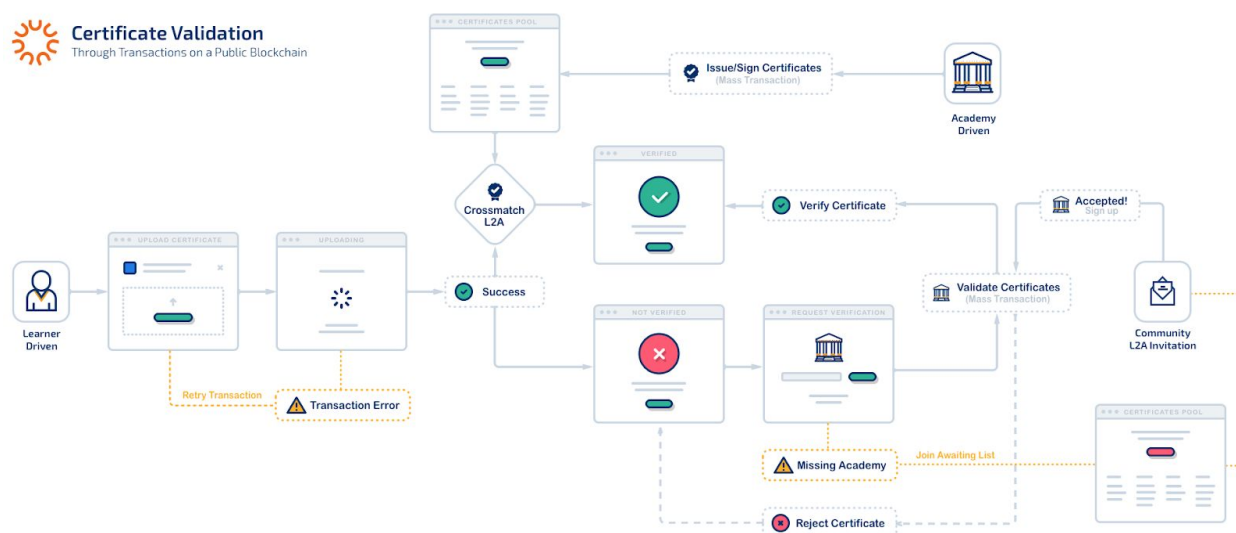 Certificate Validation
Through Transactions on a Public Blockchain
CERTIFICATES POOL
Issue/Sign Certificates
(Mass Transaction)
Academy
Driven
VERIFIED
Crossmatch
L2A
Verify Certificate
Accepted!
Sign up
UPLOAD CERTIFICATE
UPLOADING
Learner
Driven
Success
Validate Certificates
(Mass Transaction)
Community
L2A Invitation
NOT VERIFIED
REQUEST VERIFICATION
Retry Transaction
Transaction Error
CERTIFICATES POOL
Missing Academy
Join Awaiting List
Reject Certificate